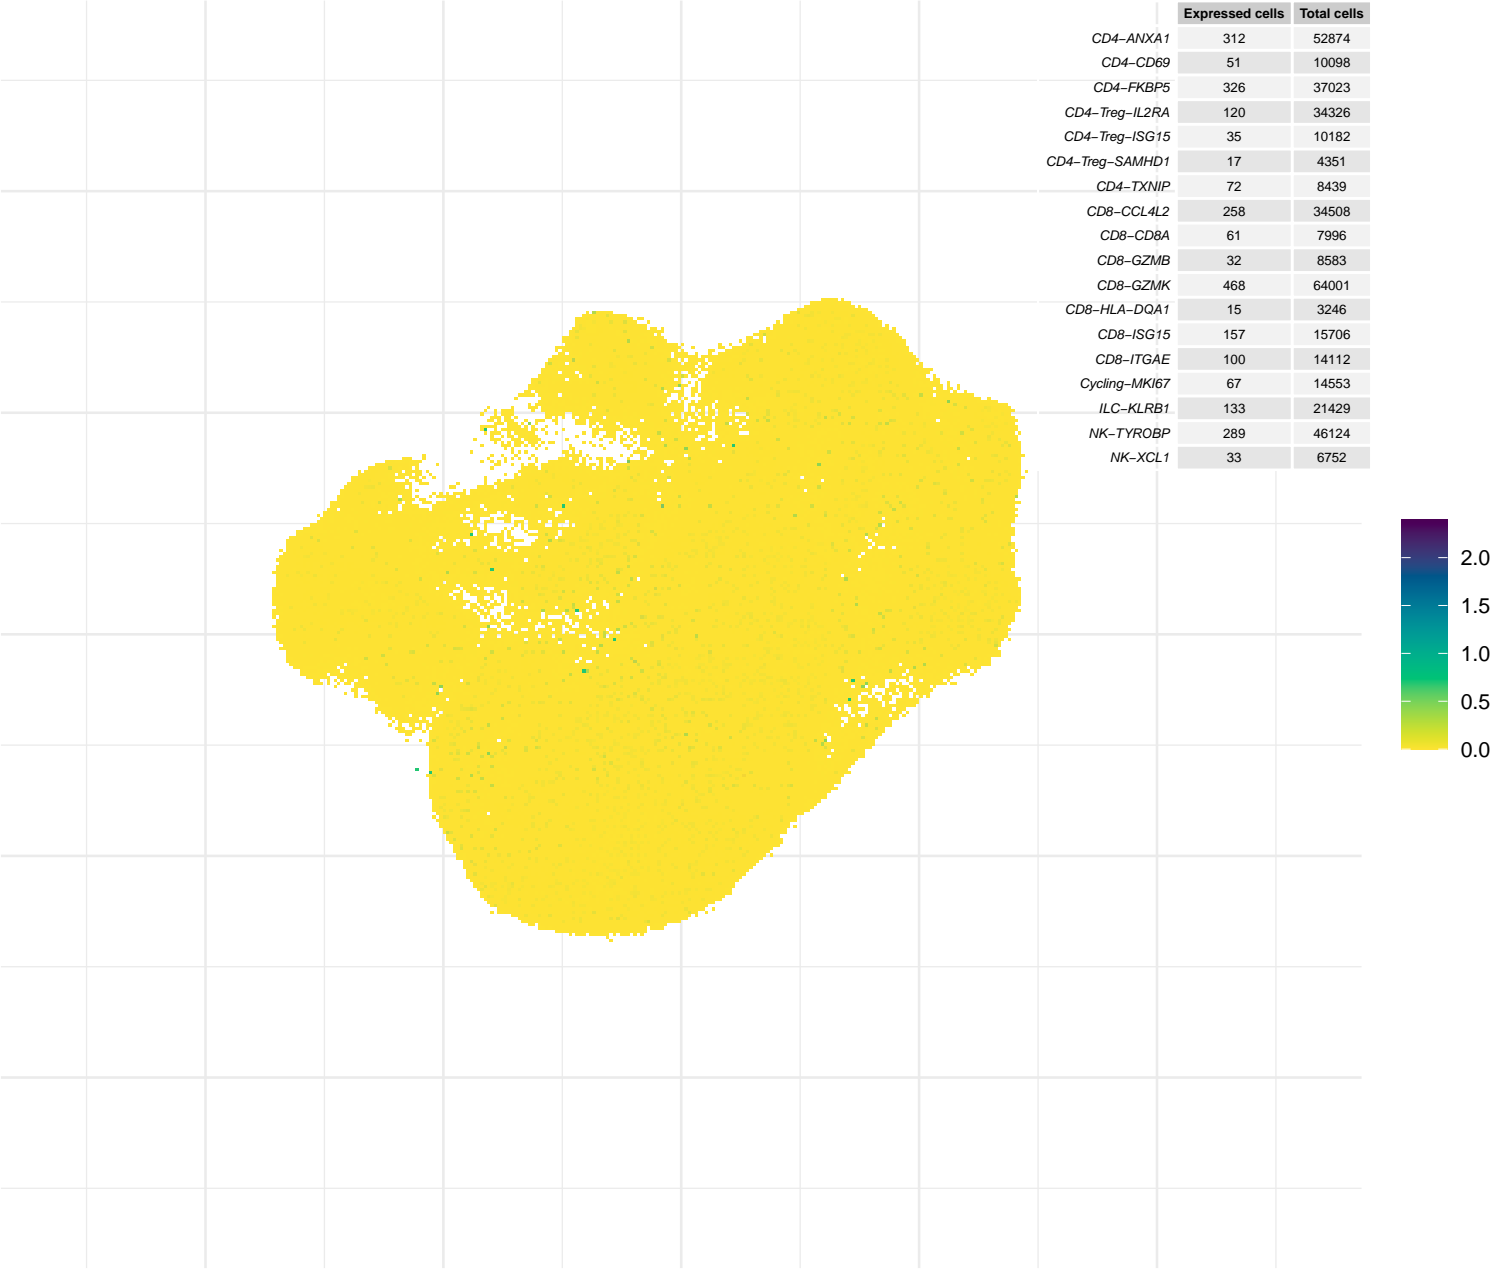 Expressed cells Total cells
CD4−ANXA1 312 52874
CD4−CD69 51 10098
CD4−FKBP5 326 37023
CD4−Treg−IL2RA 120 34326
CD4−Treg−ISG15 35 10182
CD4−Treg−SAMHD1 17 4351
CD4−TXNIP 72 8439
CD8−CCL4L2 258 34508
CD8−CD8A 61 7996
CD8−GZMB 32 8583
CD8−GZMK 468 64001
CD8−HLA−DQA1 15 3246
CD8−ISG15 157 15706
CD8−ITGAE 100 14112
Cycling−MKI67 67 14553
ILC−KLRB1 133 21429
NK−TYROBP 289 46124
NK−XCL1 33 6752
2.0
1.5
1.0
0.5
0.0